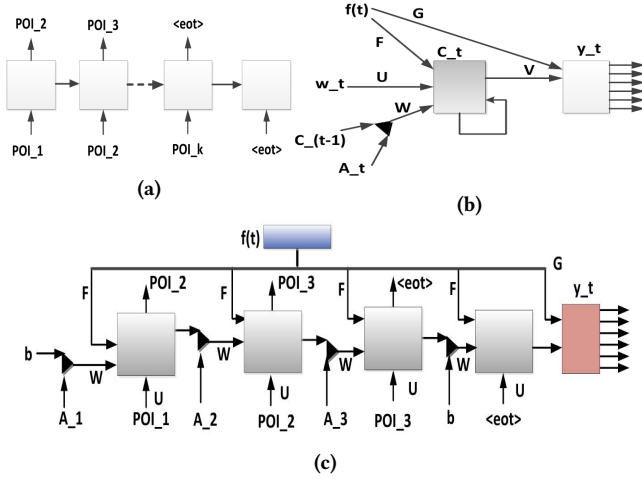 POI_2 POI_3 <eot>
POI_1 POI_2 POI_k <eot>
(a)
f(t) G
F C_t y_t
w_t U V
W
C_(t-1)
A_t
(b)
f(t)
G
POI_2 POI_3 <eot> y_t
F F F F
b
W W W W
U U U U
A_1 POI_1 A_2 POI_2 A_3 POI_3 b <eot>
(c)